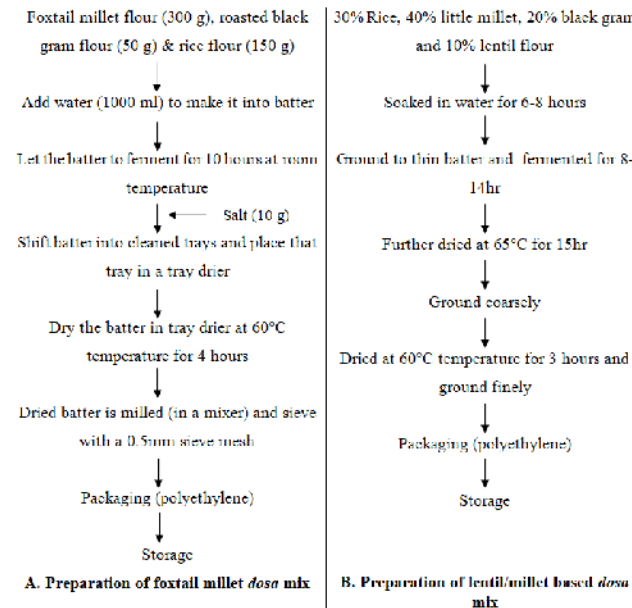 Foxtail millet flour (300 g), roasted black
gram flour (50 g) & rice flour (150 g)
Add water (1000 ml) to make it into batter
Let the batter to ferment for 10 hours at room
temperature
Salt (10 g)
Shift batter into cleaned trays and place that
tray in a tray drier
Dry the batter in tray drier at 60°C
temperature for 4 hours
Dried batter is milled (in a mixer) and sieve
with a 0.5mm sieve mesh
Packaging (polyethylene)
Storage
A. Preparation of foxtail millet dosa mix
30% Rice, 40% little millet, 20% black gram
and 10% lentil flour
Soaked in water for 6-8 hours
Ground to thin batter and fermented for 8-
14hr
Further dried at 65°C for 15hr
Ground coarsely
Dried at 60°C temperature for 3 hours and
ground finely
Packaging (polyethylene)
Storage
B. Preparation of lentil/millet based dosa
mix